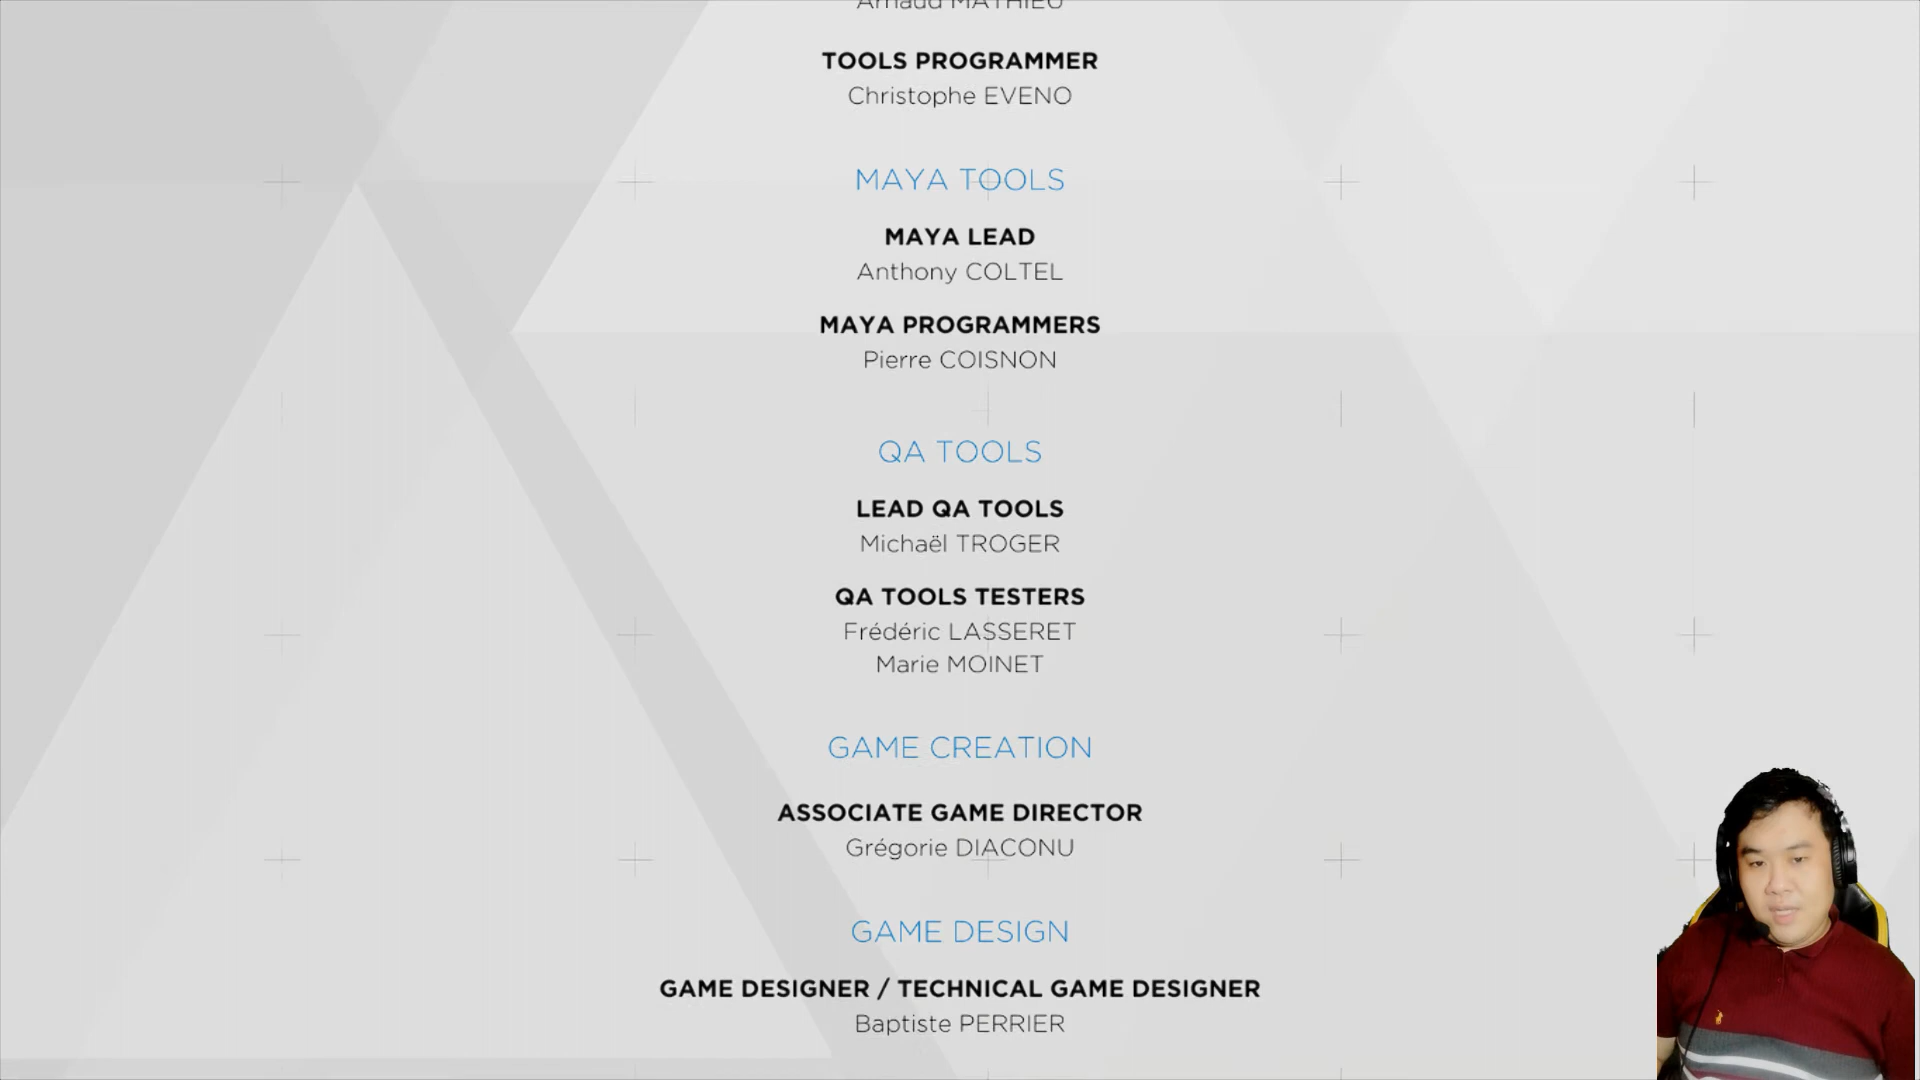 Arnaud MATHIEU
TOOLS PROGRAMMER
Christophe EVENO
MAYA TOOLS
MAYA LEAD
Anthony COLTEL
MAYA PROGRAMMERS
Pierre COISNON
QA TOOLS
LEAD QA TOOLS
Michaël TROGER
QA TOOLS TESTERS
Frédéric LASSERET
Marie MOINET
GAME CREATION
ASSOCIATE GAME DIRECTOR
Grégorie DIACONU
GAME DESIGN
GAME DESIGNER / TECHNICAL GAME DESIGNER
Baptiste PERRIER